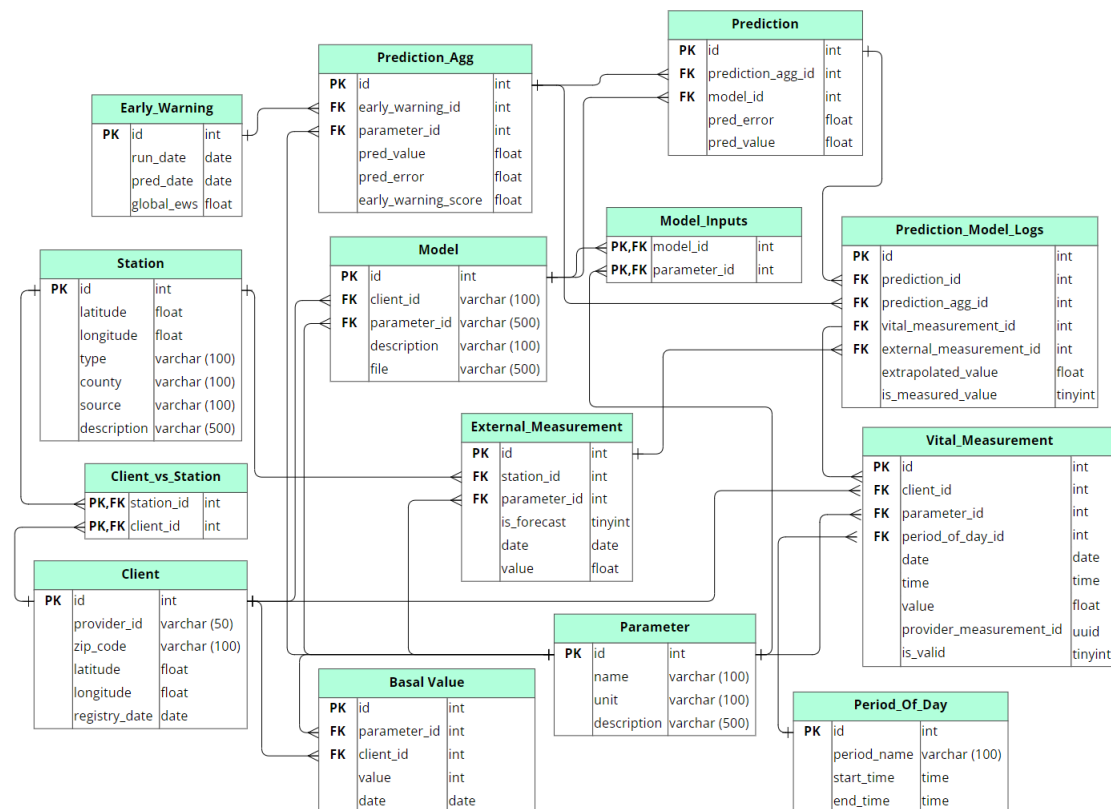 Prediction
PK id int
FK prediction_agg_id int
FK model_id int
pred_error float
pred_value float
Prediction_Agg
PK id int
FK early_warning_id int
FK parameter_id int
pred_value float
pred_error float
early_warning_score float
Early_Warning
PK id int
run_date date
pred_date date
global_ews float
Model_Inputs
PK,FK model_id int
PK,FK parameter_id int
Prediction_Model_Logs
PK id int
FK prediction_id int
FK prediction_agg_id int
FK vital_measurement_id int
FK external_measurement_id int
extrapolated_value float
is_measured_value tinyint
Model
PK id int
FK client_id varchar (100)
FK parameter_id varchar (500)
description varchar (100)
file varchar (500)
Station
PK id int
latitude float
longitude float
type varchar (100)
county varchar (100)
source varchar (100)
description varchar (500)
External_Measurement
PK id int
FK station_id int
FK parameter_id int
is_forecast tinyint
date date
value float
Vital_Measurement
PK id int
FK client_id int
FK parameter_id int
FK period_of_day_id int
date date
time time
value float
provider_measurement_id uuid
is_valid tinyint
Client_vs_Station
PK,FK station_id int
PK,FK client_id int
Client
PK id int
provider_id varchar (50)
zip_code varchar (100)
latitude float
longitude float
registry_date date
Parameter
PK id int
name varchar (100)
unit varchar (100)
description varchar (500)
Basal Value
PK id int
FK parameter_id int
FK client_id int
value int
date date
Period_Of_Day
PK id int
period_name varchar (100)
start_time time
end_time time